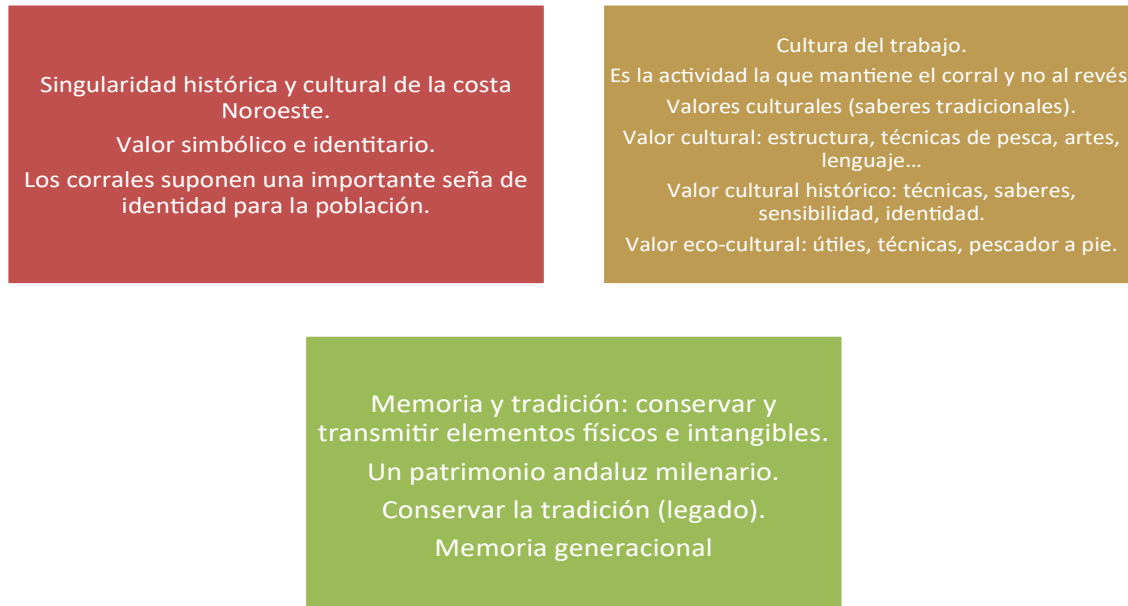 Singularidad histórica y cultural de la costa
Noroeste.
Valor simbólico e identitario.
Los corrales suponen una importante seña de
identidad para la población.
Cultura del trabajo.
Es la actividad la que mantiene el corral y no al revés
Valores culturales (saberes tradicionales).
Valor cultural: estructura, técnicas de pesca, artes,
lenguaje…
Valor cultural histórico: técnicas, saberes,
sensibilidad, identidad.
Valor eco-cultural: útiles, técnicas, pescador a pie.
Memoria y tradición: conservar y
transmitir elementos físicos e intangibles.
Un patrimonio andaluz milenario.
Conservar la tradición (legado).
Memoria generacional